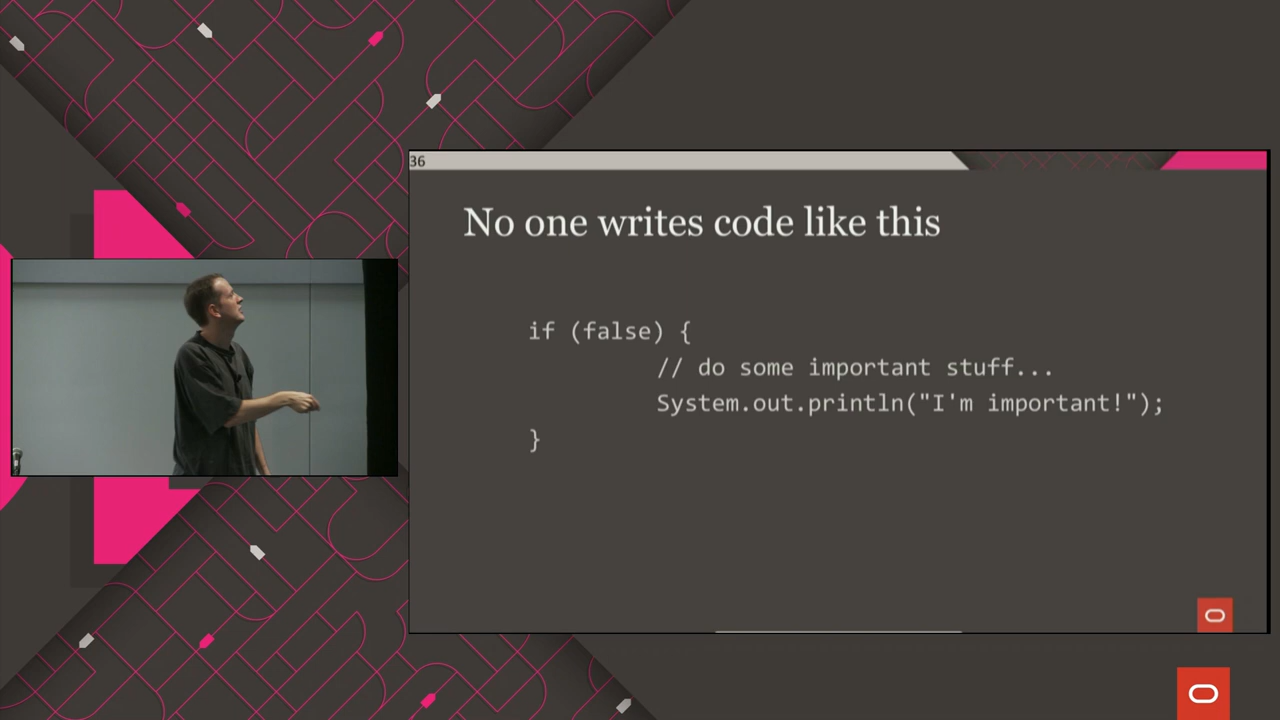 36
No one writes code like this
if (false) {
// do some important stuff...
System.out.println("I'm important!");
}